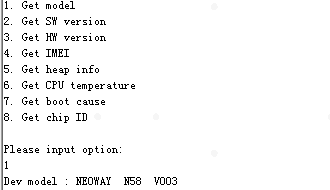 1. Get model
2. Get SW version
3. Get HW version
4. Get IMEI
5. Get heap info
6. Get CPU temperature
7. Get boot cause
8. Get chip ID
Please input option:
1
Dev model : NEOWAY  N58  V003